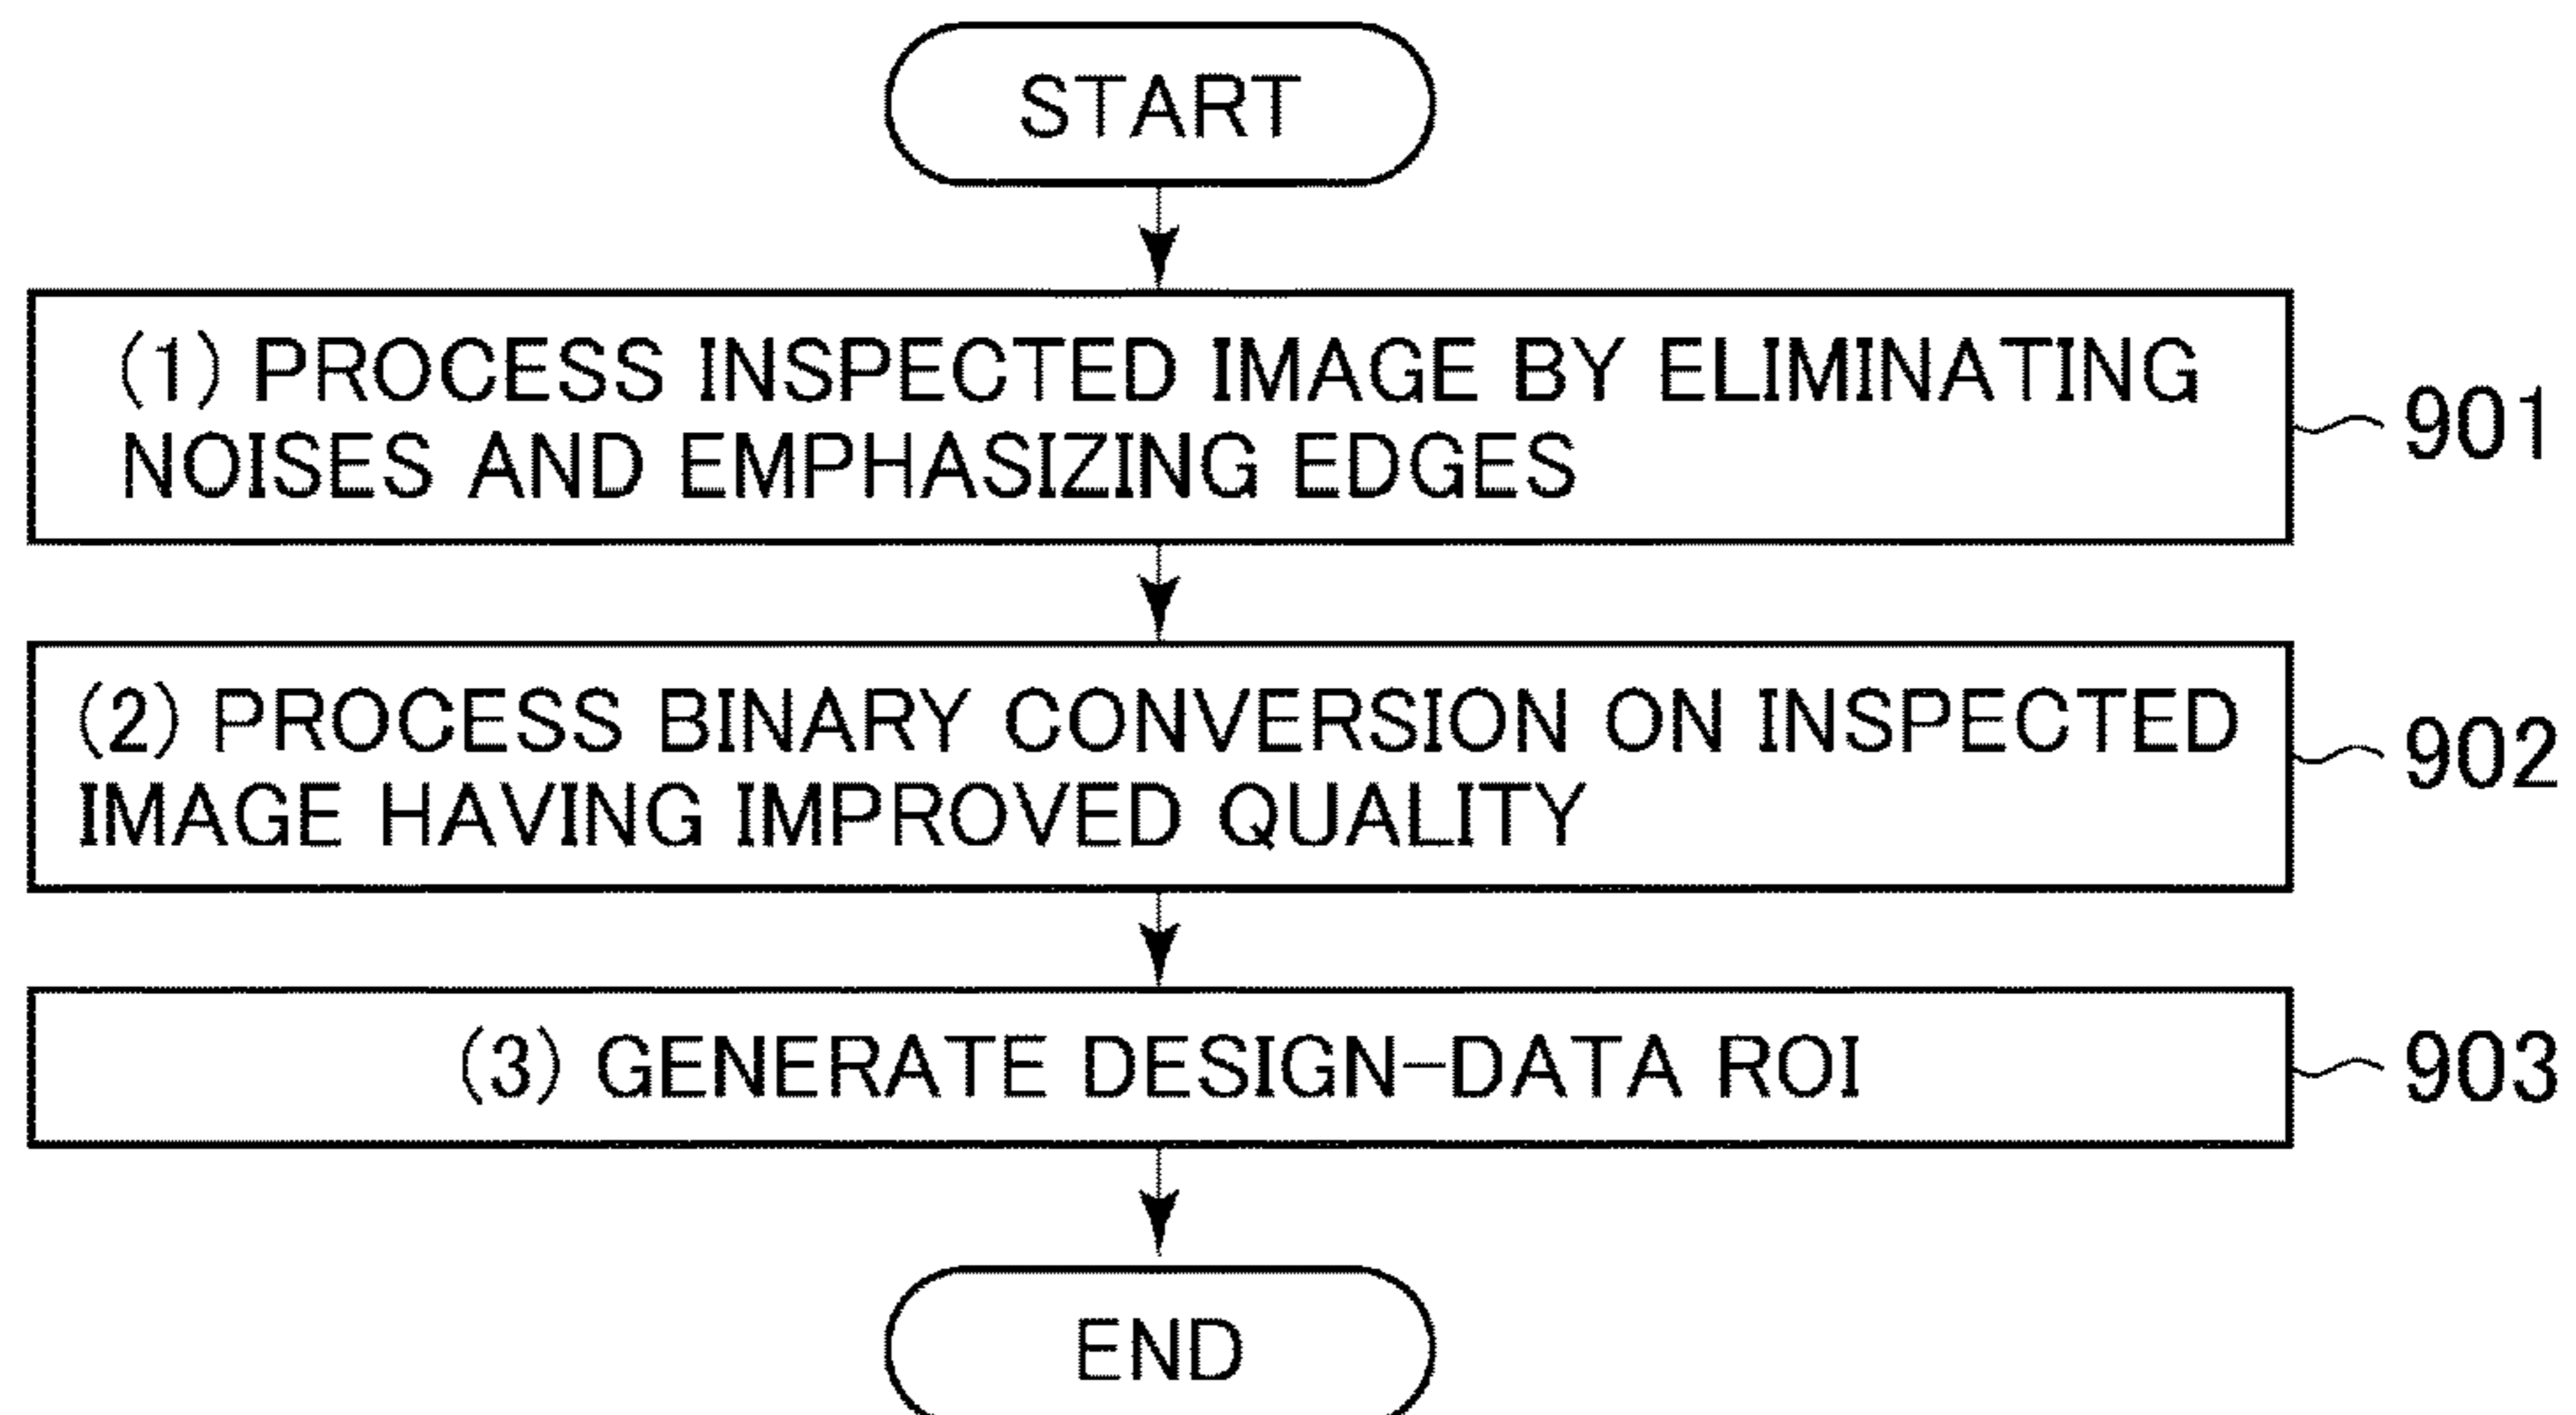 START
(1) PROCESS INSPECTED IMAGE BY ELIMINATING
NOISES AND EMPHASIZING EDGES
901
(2) PROCESS BINARY CONVERSION ON INSPECTED
IMAGE HAVING IMPROVED QUALITY
902
(3) GENERATE DESIGN-DATA ROI
903
END